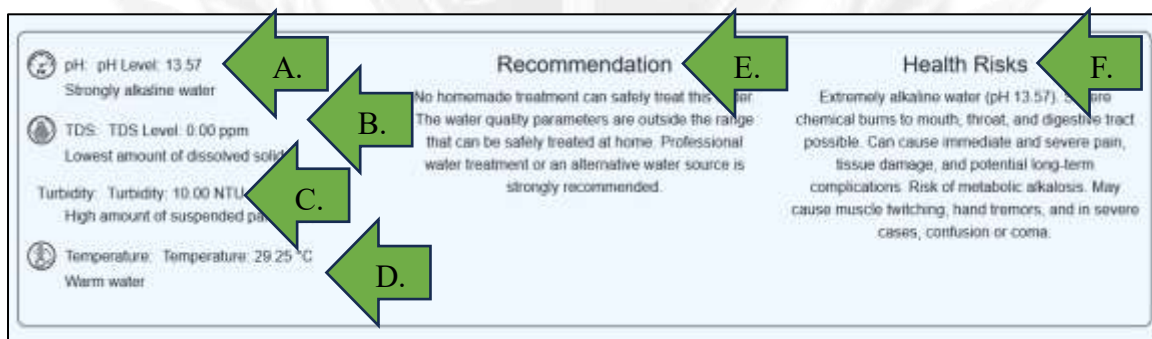 pH: pH Level: 13.57
Strongly alkaline water
A.
TDS: TDS Level: 0.00 ppm
Lowest amount of dissolved
B.
Turbidity: Turbidity: 10.00 NTU
High amount of suspended
C.
Temperature: Temperature: 29.25 °C
Warm water
D.
Recommendation
E.
No homemade treatment can safely treat this
The water quality parameters are outside the range
that can be safely treated at home. Professional
water treatment or an alternative water source is
strongly recommended.
Health Risks
F.
Extremely alkaline water (pH 13.57).
chemical burns to mouth, throat, and digestive tract
possible. Can cause immediate and severe pain,
tissue damage, and potential long-term
complications. Risk of metabolic alkalosis. May
cause muscle twitching, hand tremors, and in severe
cases, confusion or coma.